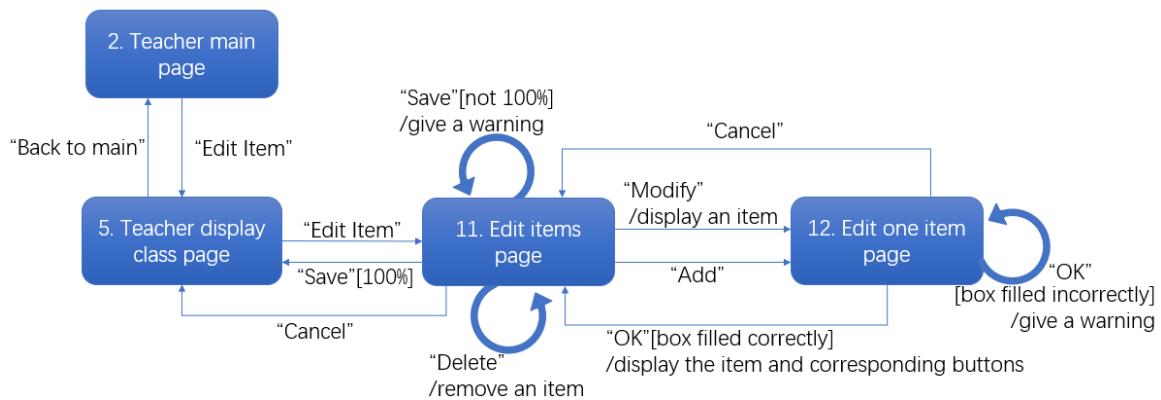 2. Teacher main
page
“Save”[not 100%]
/give a warning
“Cancel”
“Back to main”
“Edit Item”
“Modify”
/display an item
5. Teacher display
class page
“Edit Item”
11. Edit items
page
12. Edit one item
page
“Save”[100%]
“Add”
“OK”
[box filled incorrectly]
/give a warning
“Cancel”
“OK”[box filled correctly]
/display the item and corresponding buttons
“Delete”
/remove an item